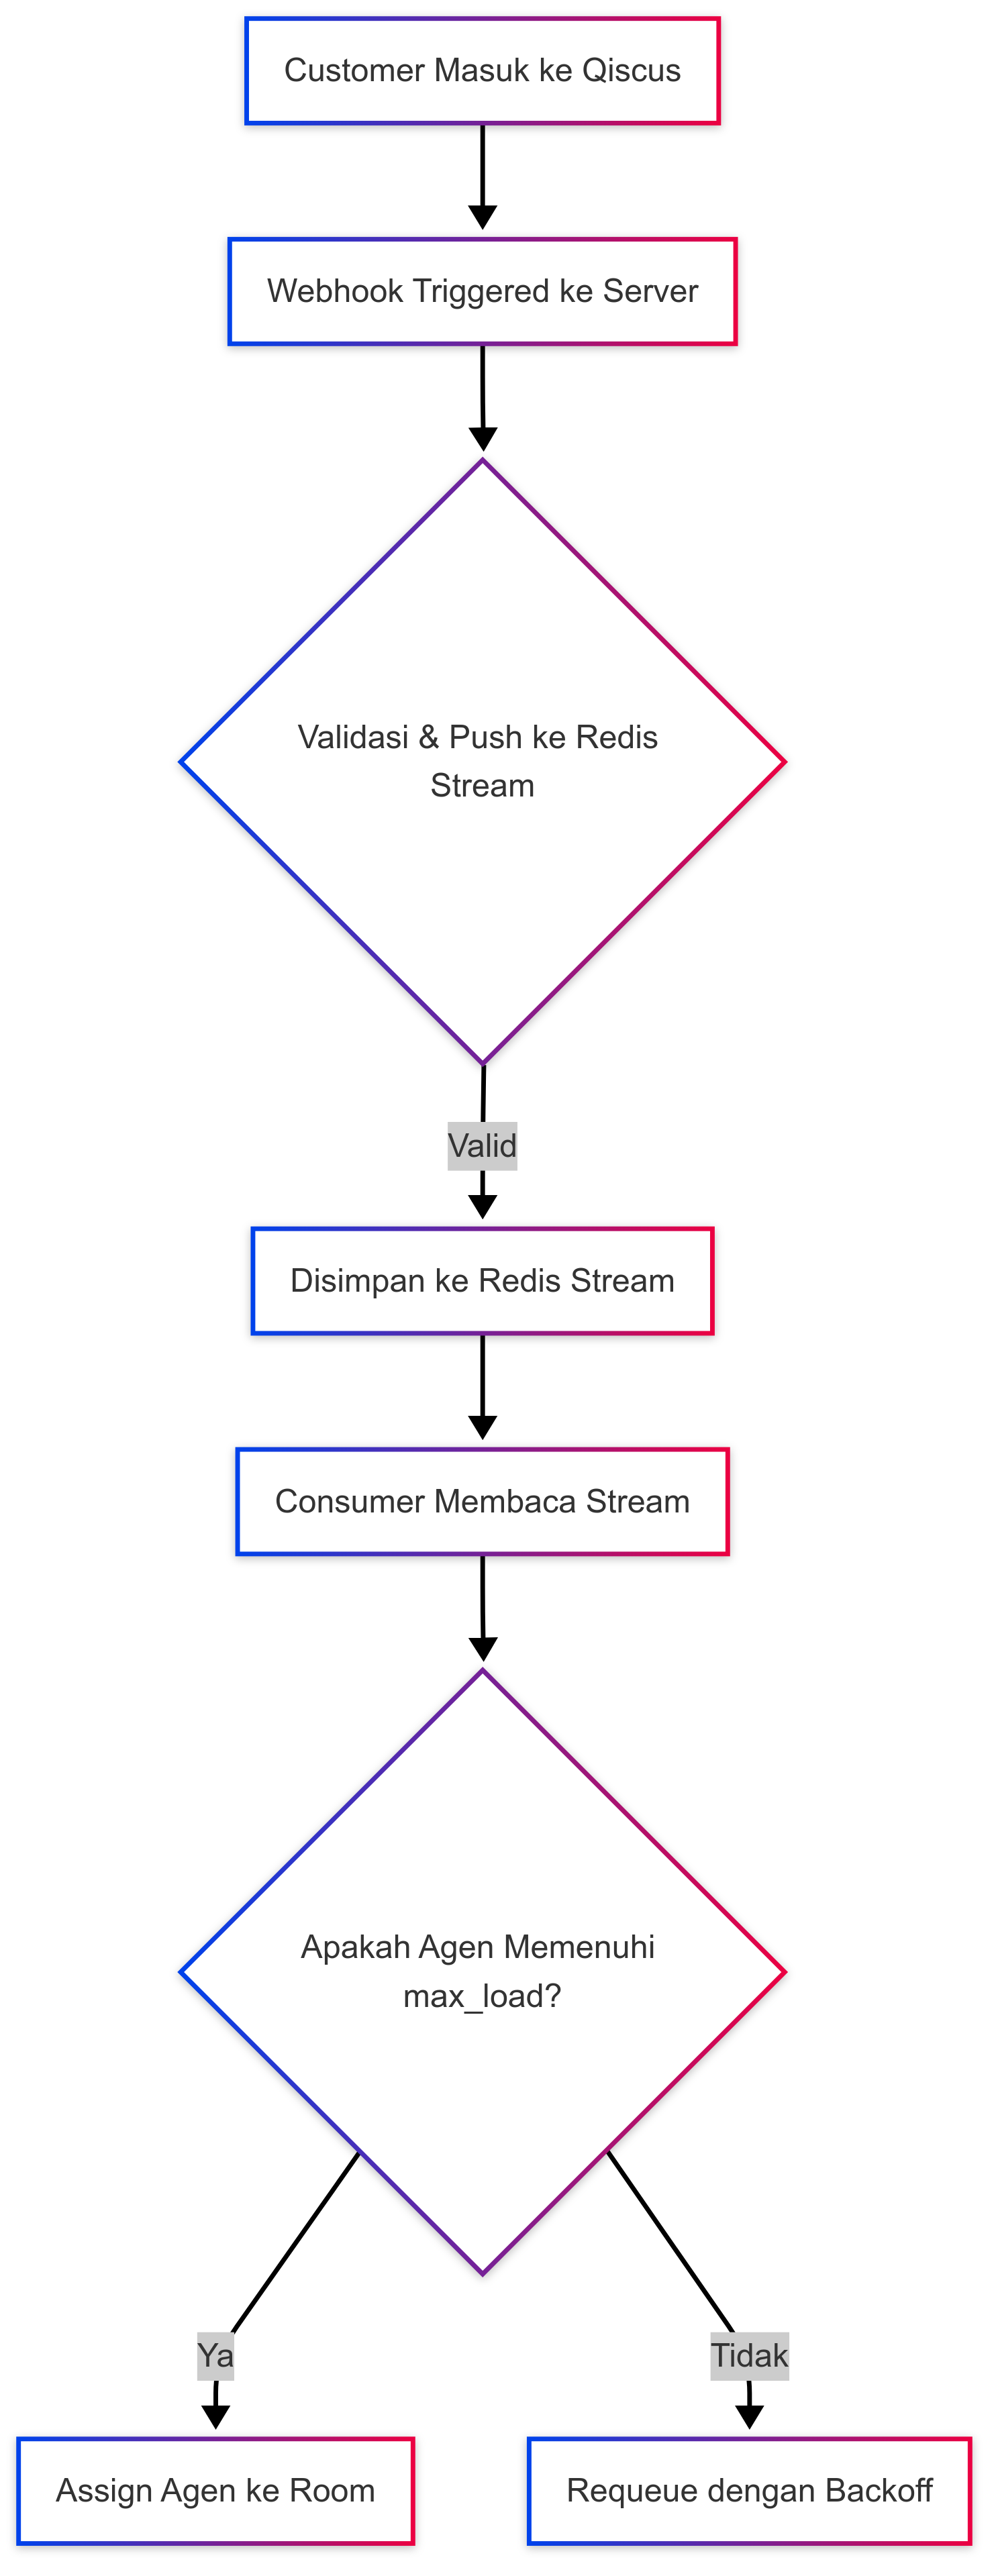 Customer Masuk ke Qiscus
Webhook Triggered ke Server
Validasi & Push ke Redis
Stream
Valid
Disimpan ke Redis Stream
Consumer Membaca Stream
Apakah Agen Memenuhi
max_load?
Ya
Tidak
Assign Agen ke Room
Requeue dengan Backoff